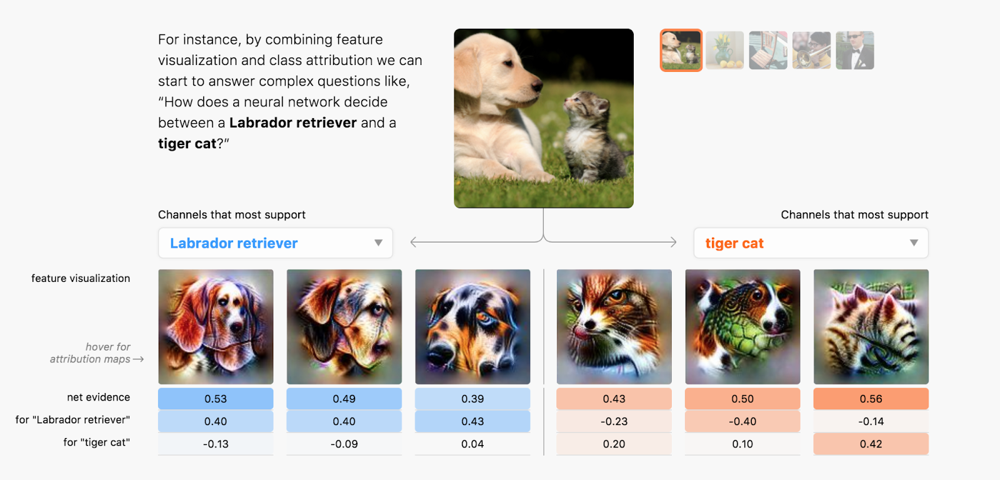 For instance, by combining feature
visualization and class attribution we can
start to answer complex questions like,
“How does a neural network decide
between a Labrador retriever and a
tiger cat?”
Channels that most support
Labrador retriever
Channels that most support
tiger cat
feature visualization
hover for
attribution maps →
net evidence 0.53 0.49 0.39 0.43 0.50 0.56
for "Labrador retriever" 0.40 0.40 0.43 -0.23 -0.40 -0.14
for "tiger cat" -0.13 -0.09 0.04 0.20 0.10 0.42